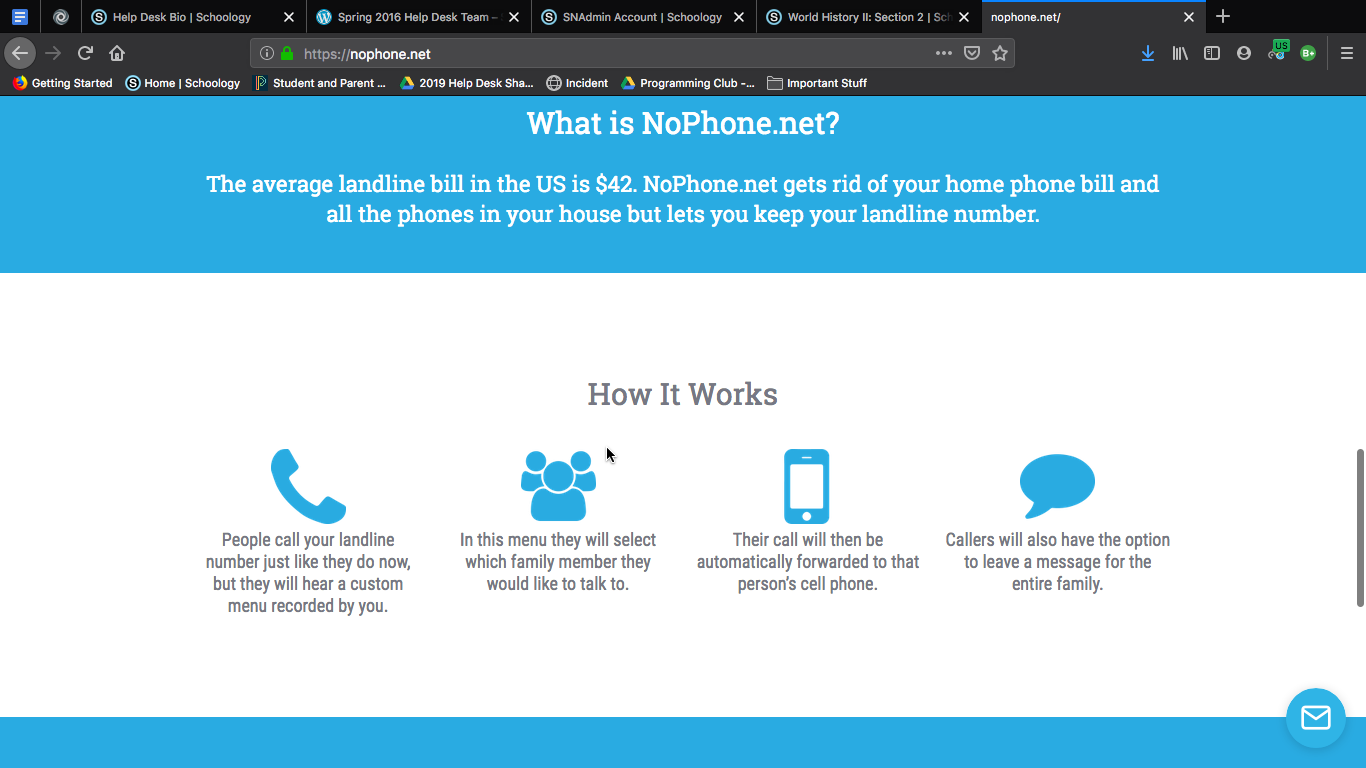 Help Desk Bio | Schoology
Spring 2016 Help Desk Team –
SNAdmin Account | Schoology
World History II: Section 2 | Sch
nophone.net/
https://nophone.net
US
B+
Getting Started
Home | Schoology
Student and Parent ...
2019 Help Desk Sha...
Incident
Programming Club -...
Important Stuff
What is NoPhone.net?
The average landline bill in the US is $42. NoPhone.net gets rid of your home phone bill and
all the phones in your house but lets you keep your landline number.
How It Works
People call your landline
number just like they do now,
but they will hear a custom
menu recorded by you.
In this menu they will select
which family member they
would like to talk to.
Their call will then be
automatically forwarded to that
person's cell phone.
Callers will also have the option
to leave a message for the
entire family.